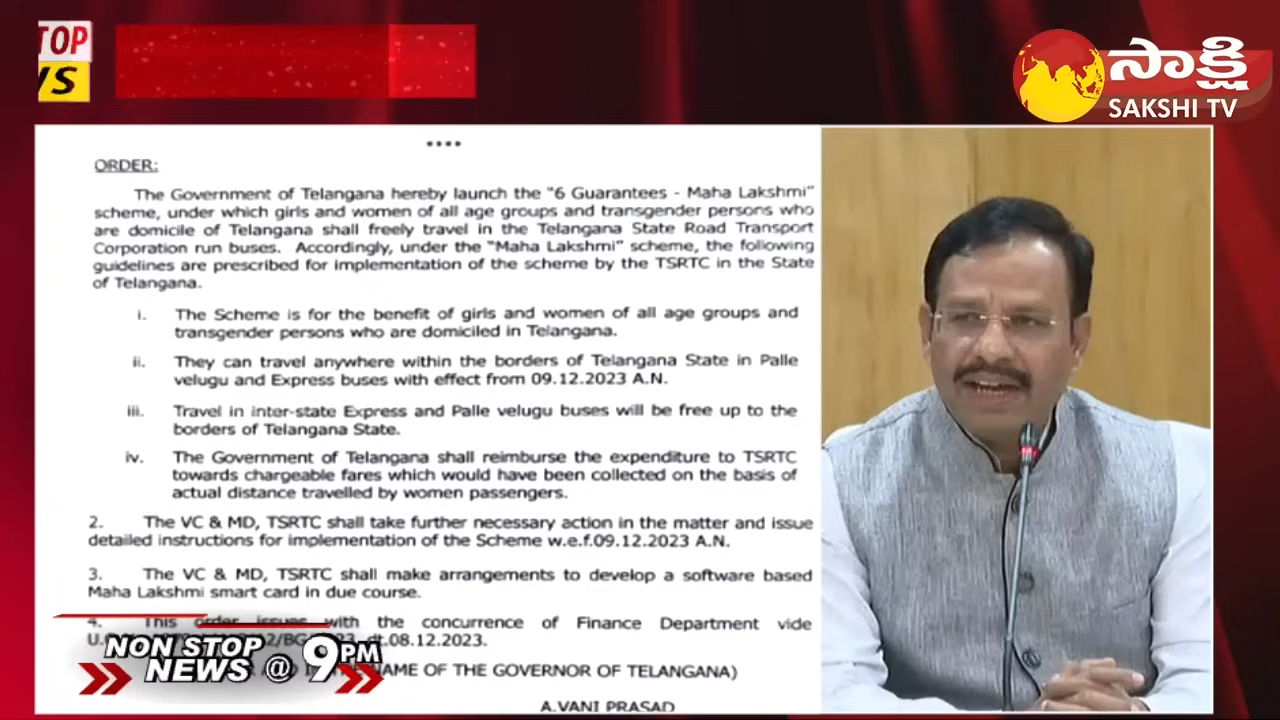 TOP
సాక్షి
SAKSHI TV
****
ORDER:
The Government of Telangana hereby launch the "6 Guarantees - Maha Lakshmi"
scheme, under which girls and women of all age groups and transgender persons who
are domicile of Telangana shall freely travel in the Telangana State Road Transport
Corporation run buses. Accordingly, under the "Maha Lakshmi" scheme, the following
guidelines are prescribed for implementation of the scheme by the TSRTC in the State
of Telangana.
i. The Scheme is for the benefit of girls and women of all age groups and
transgender persons who are domiciled in Telangana.
ii. They can travel anywhere within the borders of Telangana State in Palle
velugu and Express buses with effect from 09.12.2023 A.N.
iii. Travel in inter-state Express and Palle velugu buses will be free up to the
borders of Telangana State.
iv. The Government of Telangana shall reimburse the expenditure to TSRTC
towards chargeable fares which would have been collected on the basis of
actual distance travelled by women passengers.
2. The VC & MD, TSRTC shall take further necessary action in the matter and issue
detailed instructions for implementation of the Scheme w.e.f.09.12.2023 A.N.
3. The VC & MD, TSRTC shall make arrangements to develop a software based
Maha Lakshmi smart card in due course.
4. This order issues with the concurrence of Finance Department vide
dt.08.12.2023.
NAME OF THE GOVERNOR OF TELANGANA)
A.VANI PRASAD
NON STOP
NEWS @ 9PM